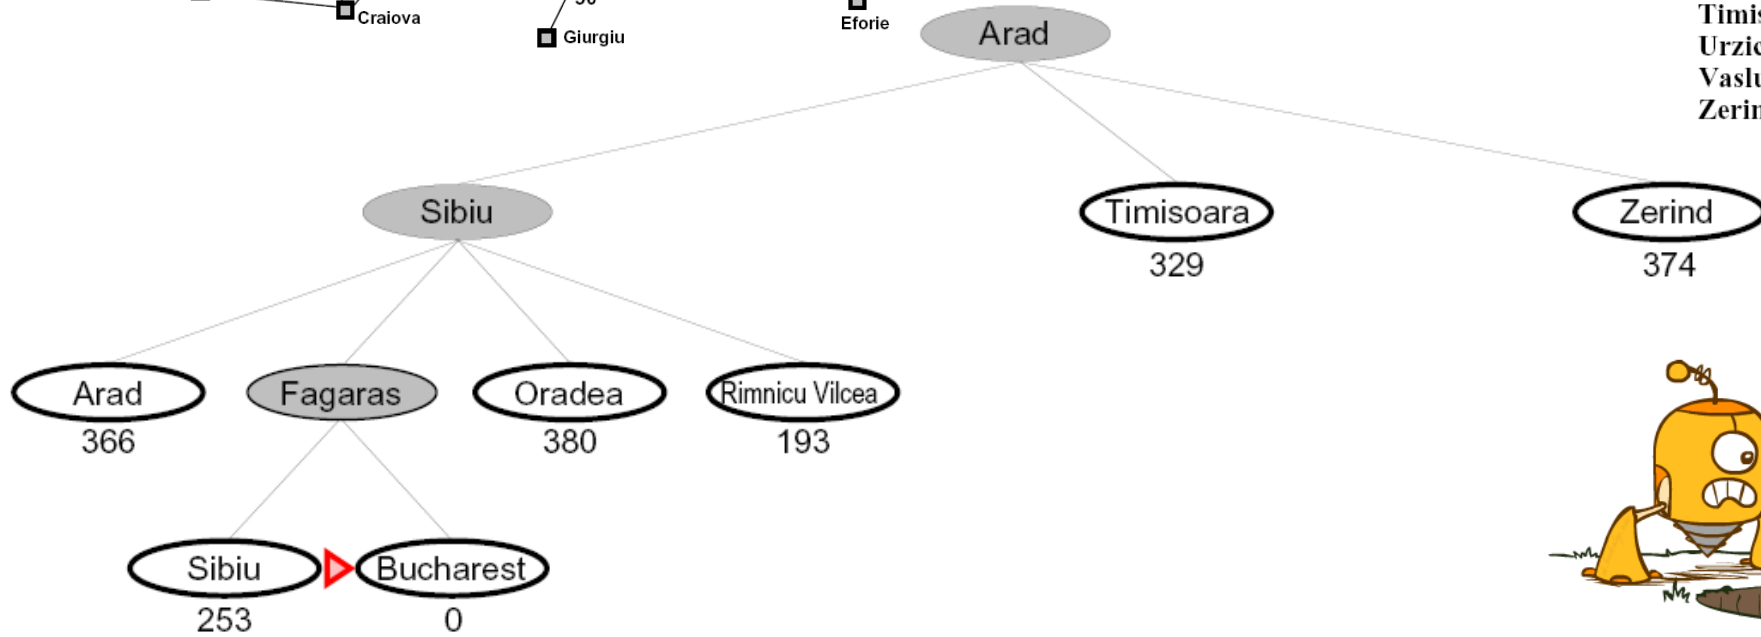 Craiova
Giurgiu
Eforie
Arad
Sibiu
Timisoara
Zerind
329
374
Arad
Fagaras
Oradea
Rimnicu Vilcea
366
380
193
Sibiu
Bucharest
253
0